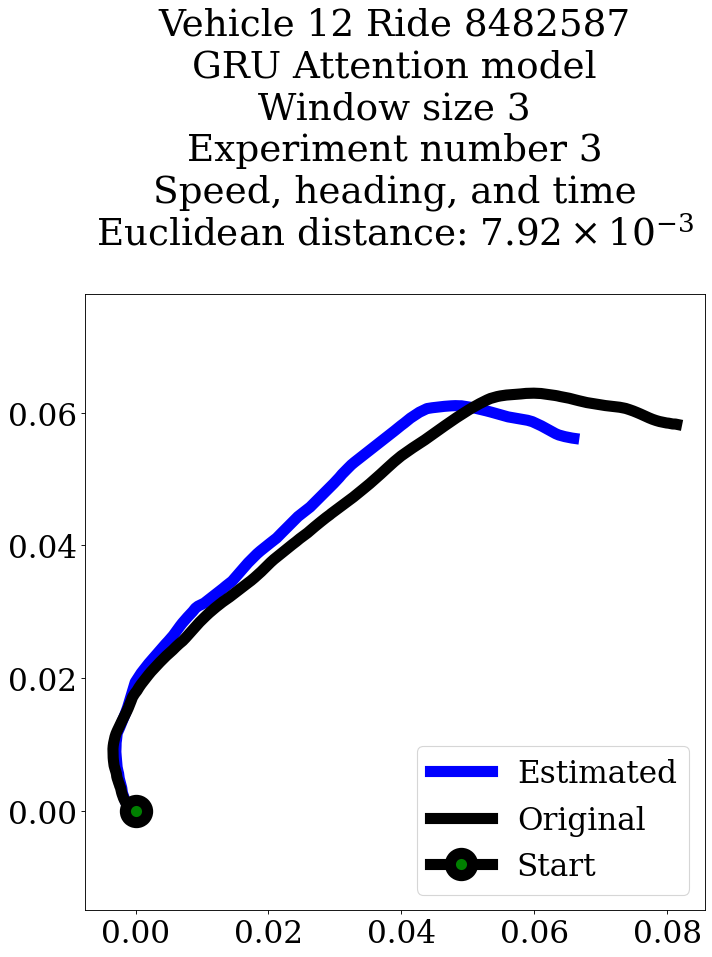 Vehicle 12 Ride 8482587
GRU Attention model
Window size 3
Experiment number 3
Speed, heading, and time
Euclidean distance: 7.92 × 10⁻³
0.06
0.04
0.02
0.00
Estimated
Original
Start
0.00 0.02 0.04 0.06 0.08